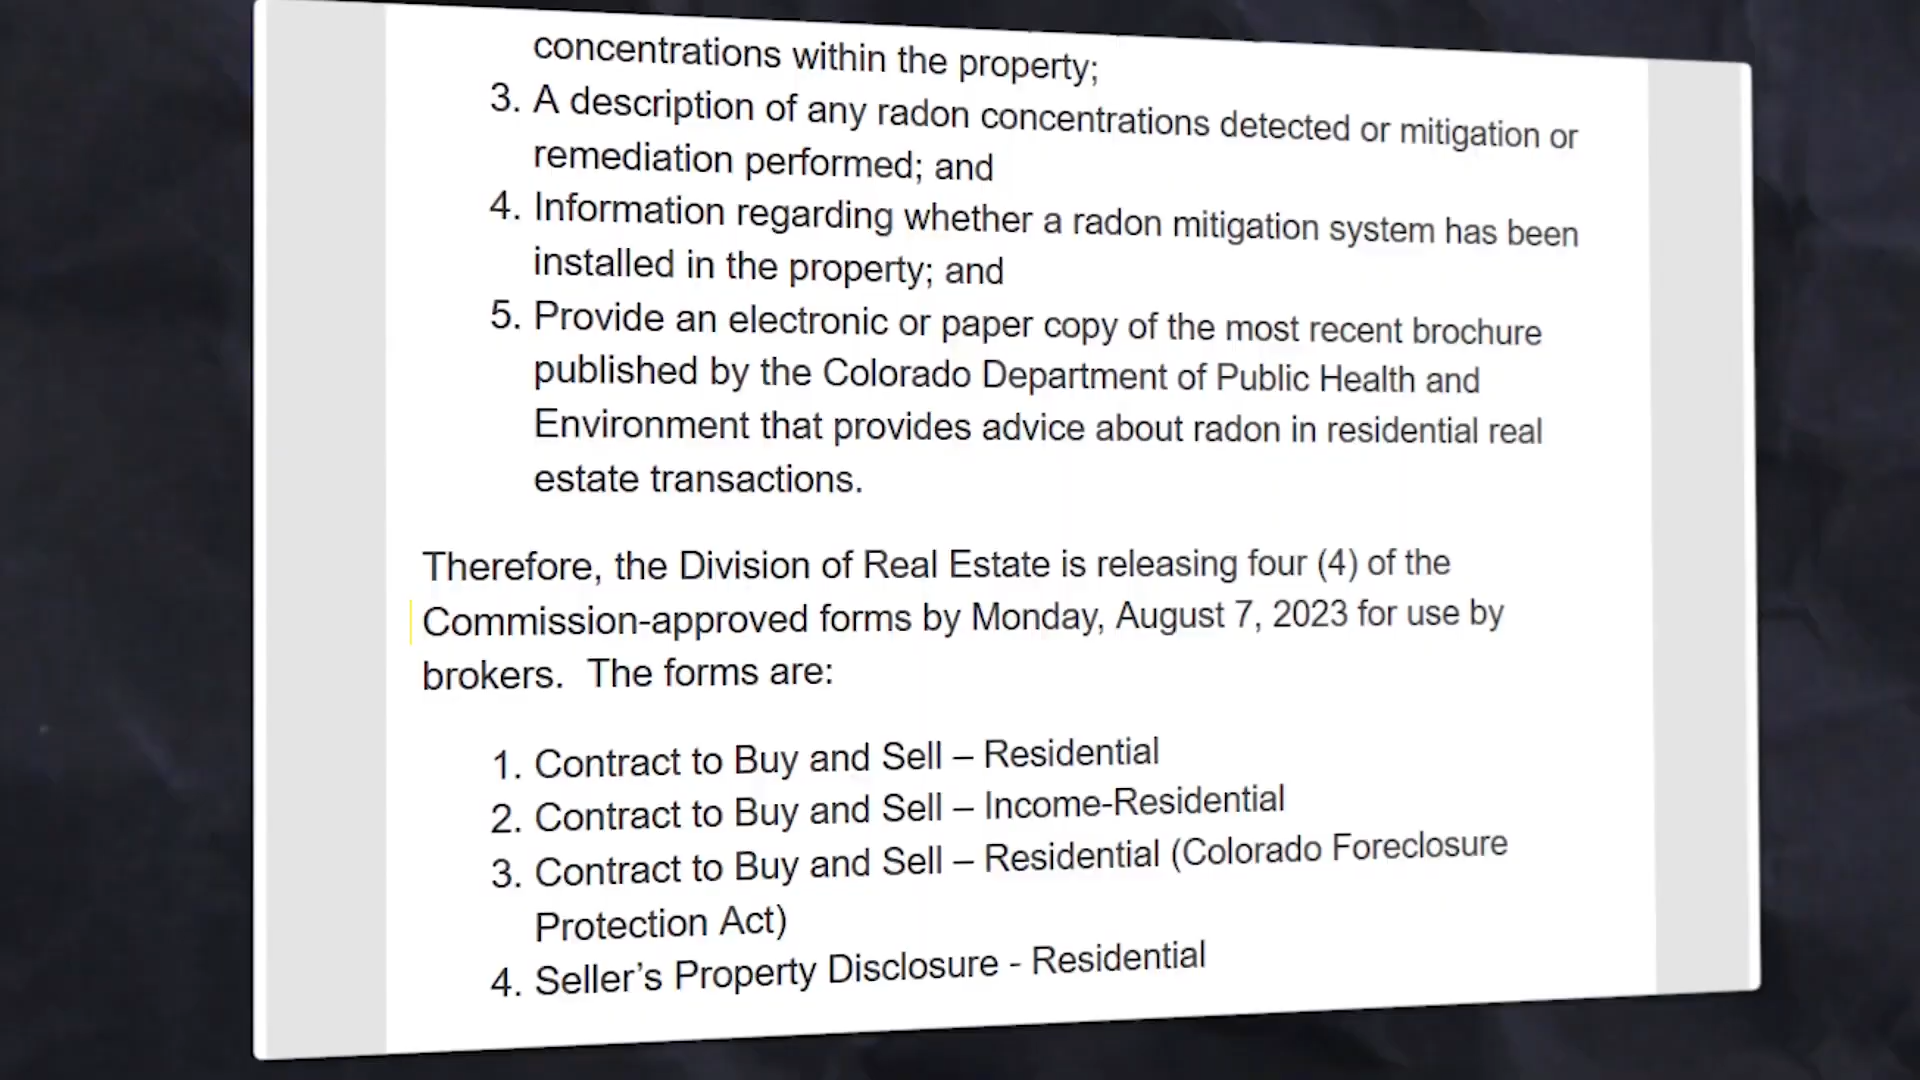 concentrations within the property;
3. A description of any radon concentrations detected or mitigation or
remediation performed; and
4. Information regarding whether a radon mitigation system has been
installed in the property; and
5. Provide an electronic or paper copy of the most recent brochure
published by the Colorado Department of Public Health and
Environment that provides advice about radon in residential real
estate transactions.
Therefore, the Division of Real Estate is releasing four (4) of the
Commission-approved forms by Monday, August 7, 2023 for use by
brokers.  The forms are:
1. Contract to Buy and Sell – Residential
2. Contract to Buy and Sell – Income-Residential
3. Contract to Buy and Sell – Residential (Colorado Foreclosure
Protection Act)
4. Seller’s Property Disclosure - Residential